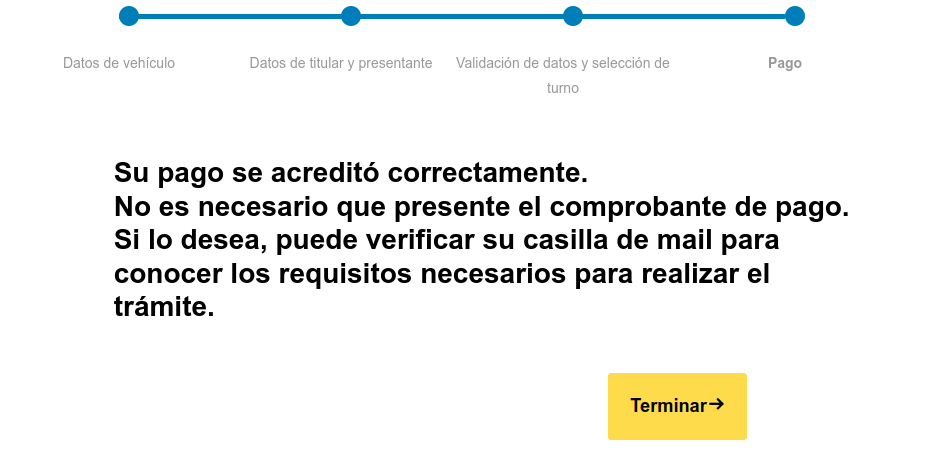 Datos de vehículo
Datos de titular y presentante
Validación de datos y selección de
turno
Pago
Su pago se acreditó correctamente.
No es necesario que presente el comprobante de pago.
Si lo desea, puede verificar su casilla de mail para
conocer los requisitos necesarios para realizar el
trámite.
Terminar→